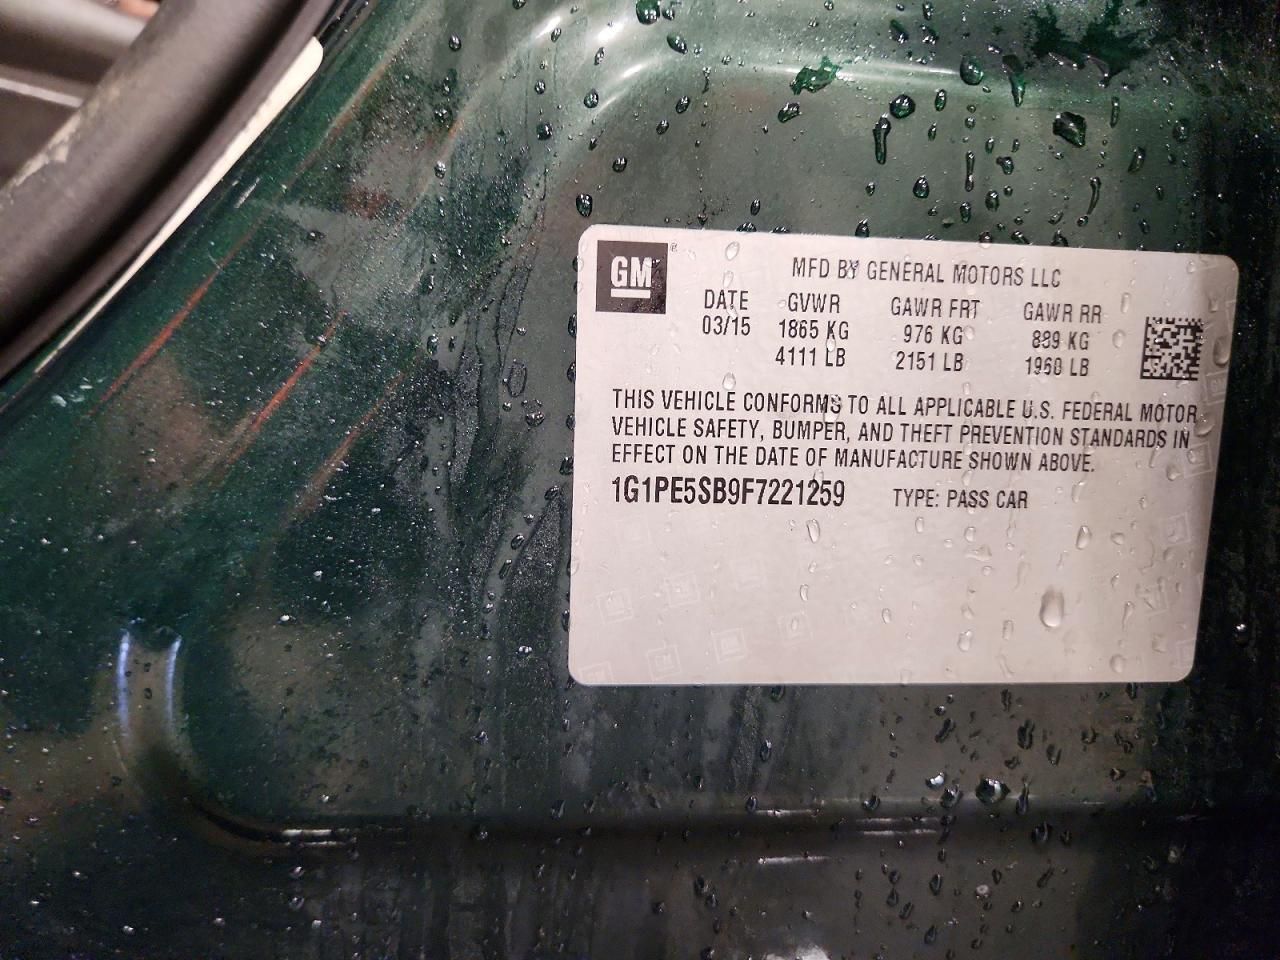 GM ®
MFD BY GENERAL MOTORS LLC
DATE GVWR GAWR FRT GAWR RR
03/15 1865 KG 976 KG 889 KG
4111 LB 2151 LB 1960 LB
THIS VEHICLE CONFORMS TO ALL APPLICABLE U.S. FEDERAL MOTOR
VEHICLE SAFETY, BUMPER, AND THEFT PREVENTION STANDARDS IN
EFFECT ON THE DATE OF MANUFACTURE SHOWN ABOVE.
1G1PE5SB9F7221259 TYPE: PASS CAR